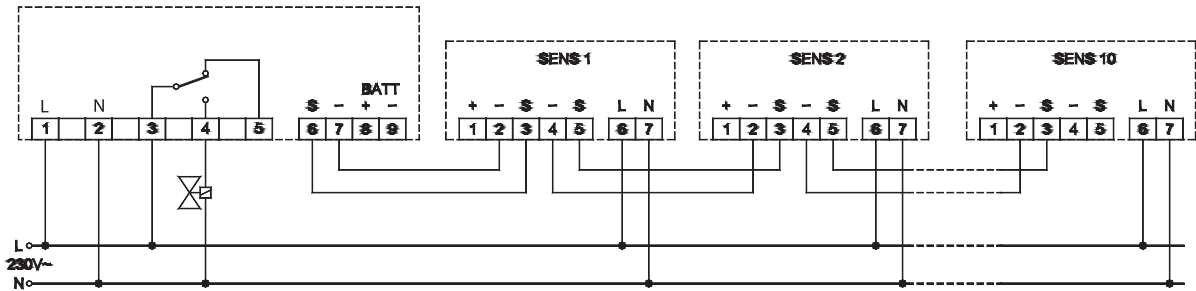 SENS 1 SENS 2 SENS 10
BATT
L N S - + - + - S - S L N + - S - S L N + - S - S L N
1 2 3 4 5 6 7 8 9 1 2 3 4 5 6 7 1 2 3 4 5 6 7 1 2 3 4 5 6 7
L
230V~
N